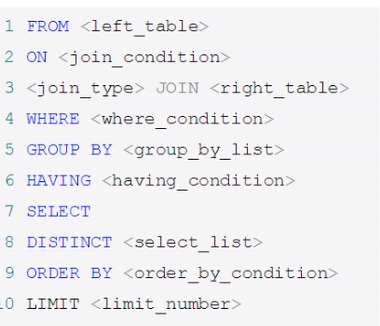 1 FROM <left_table>
2 ON <join_condition>
3 <join_type> JOIN <right_table>
4 WHERE <where_condition>
5 GROUP BY <group_by_list>
6 HAVING <having_condition>
7 SELECT
8 DISTINCT <select_list>
9 ORDER BY <order_by_condition>
10 LIMIT <limit_number>